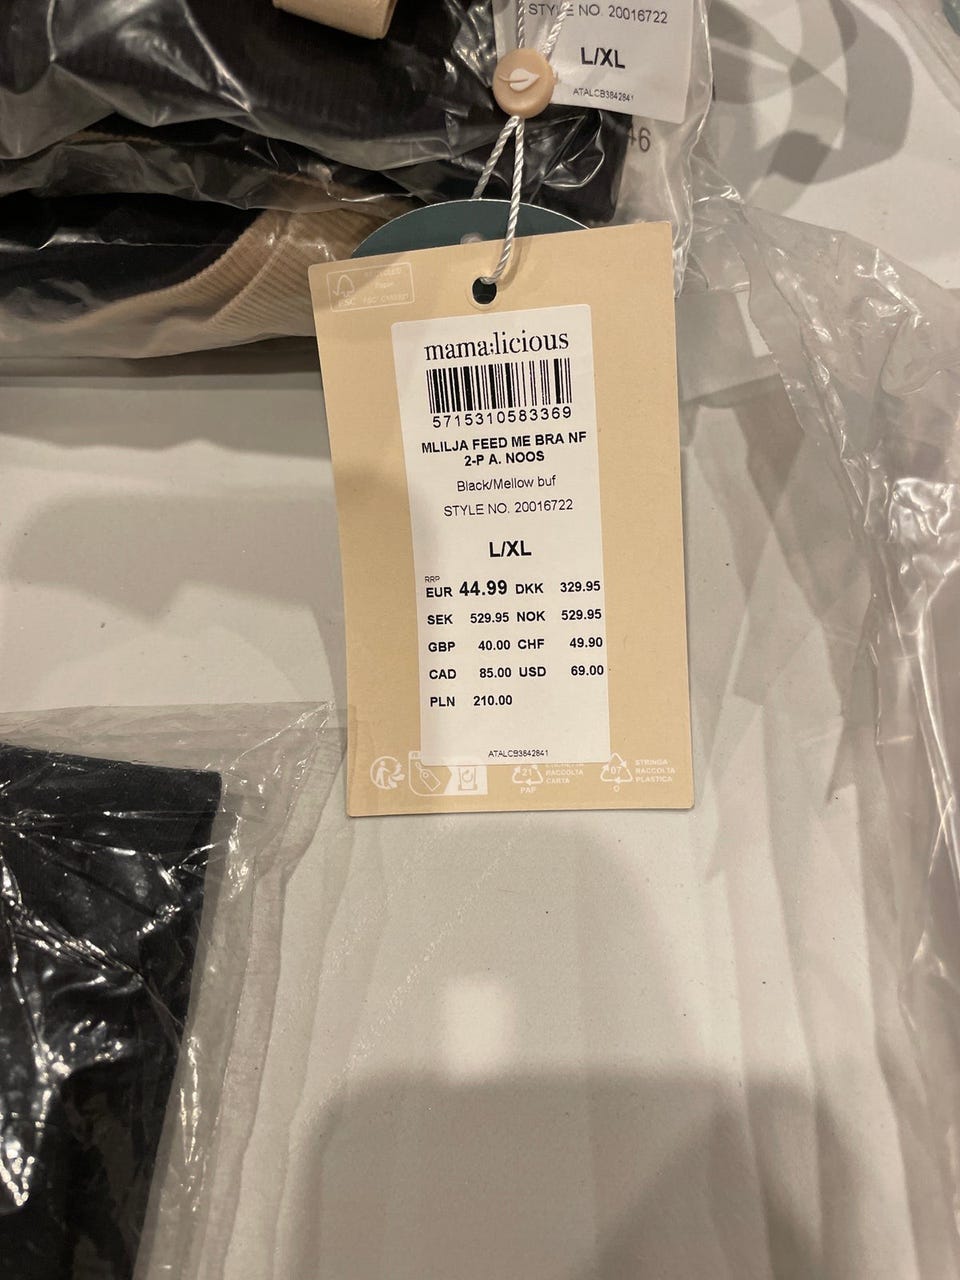 STYLE NO. 20016722
L/XL
ATALCB3842841
46
FSC
mama;licious
5715310583369
MLILJA FEED ME BRA NF
2-P A. NOOS
Black/Mellow buf
STYLE NO. 20016722
L/XL
RRP
EUR 44.99 DKK 329.95
SEK 529.95 NOK 529.95
GBP 40.00 CHF 49.90
CAD 85.00 USD 69.00
PLN 210.00
ATALCB3842841
21
PAP
RACCOLTA
CARTA
07
O
STRINGA
RACCOLTA
PLASTICA